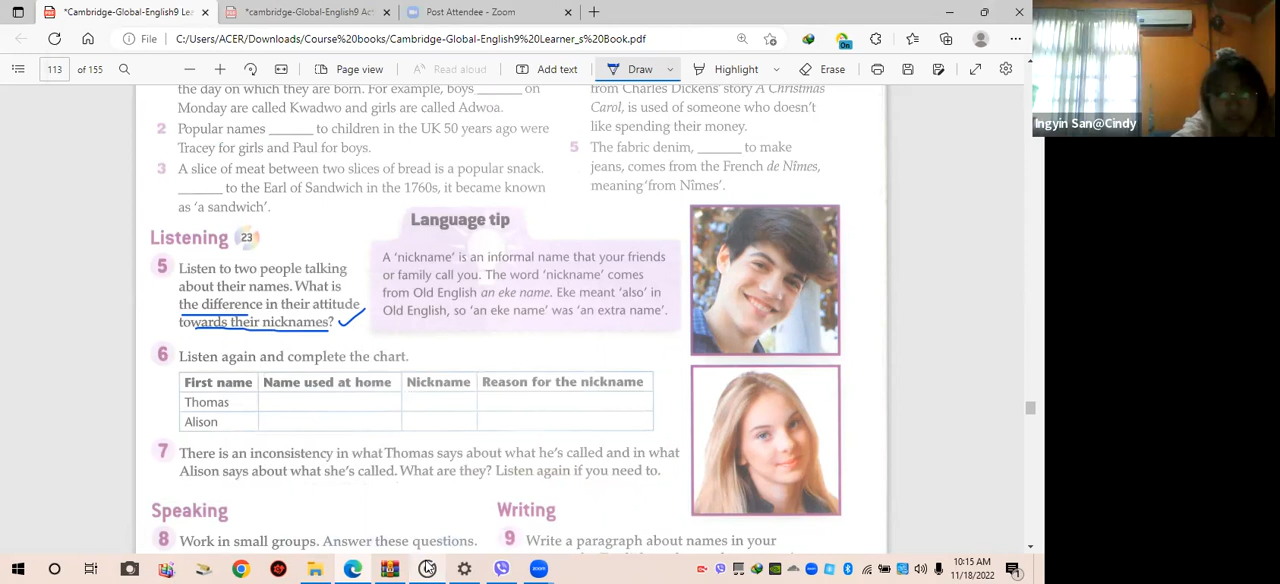 *Cambridge-Global-English9 Lea
*cambridge-Global-English9 Act
Post Attendee - Zoom
File
C:/Users/ACER/Downloads/Course%20books/Cambridge-Global-English9%20Learner_s%20Book.pdf
On
113
of 155
Page view
Read aloud
Add text
Draw
Highlight
Erase
Ingyin San@Cindy
the day on which they are born. For example, boys ______ on
Monday are called Kwadwo and girls are called Adwoa.
2 Popular names ______ to children in the UK 50 years ago were
Tracey for girls and Paul for boys.
3 A slice of meat between two slices of bread is a popular snack.
______ to the Earl of Sandwich in the 1760s, it became known
as ‘a sandwich’.
from Charles Dickens’ story A Christmas
Carol, is used of someone who doesn’t
like spending their money.
5 The fabric denim, ______ to make
jeans, comes from the French de Nîmes,
meaning ‘from Nîmes’.
Listening 23
5 Listen to two people talking
about their names. What is
the difference in their attitude
towards their nicknames?
Language tip
A ‘nickname’ is an informal name that your friends
or family call you. The word ‘nickname’ comes
from Old English an eke name. Eke meant ‘also’ in
Old English, so ‘an eke name’ was ‘an extra name’.
6 Listen again and complete the chart.
First name Name used at home Nickname Reason for the nickname
Thomas
Alison
7 There is an inconsistency in what Thomas says about what he’s called and in what
Alison says about what she’s called. What are they? Listen again if you need to.
Speaking
8 Work in small groups. Answer these questions.
Writing
9 Write a paragraph about names in your
zoom
10:15 AM
11/18/2022
1